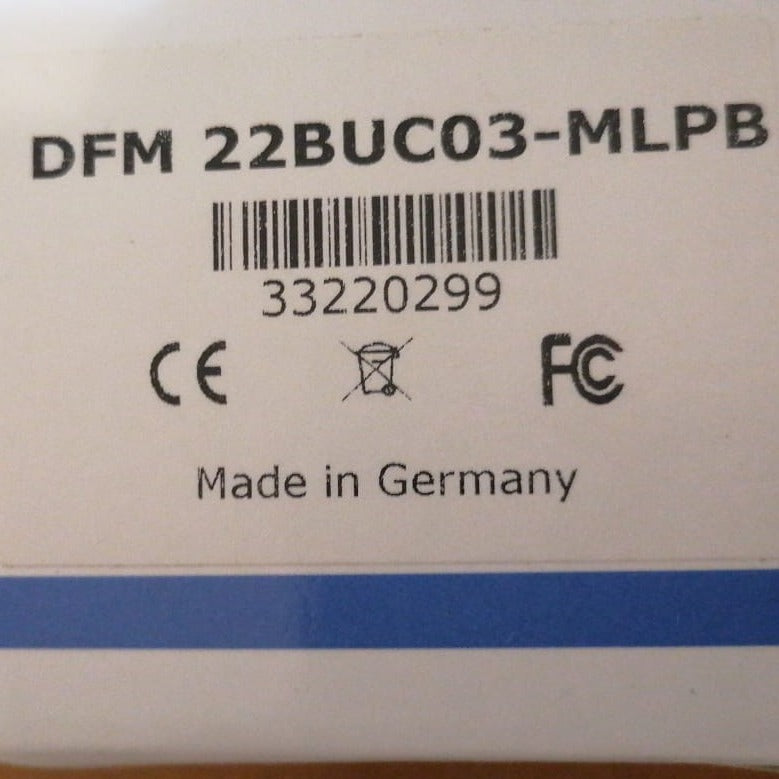 DFM 22BUC03-MLPB
33220299
CE FC
Made in Germany